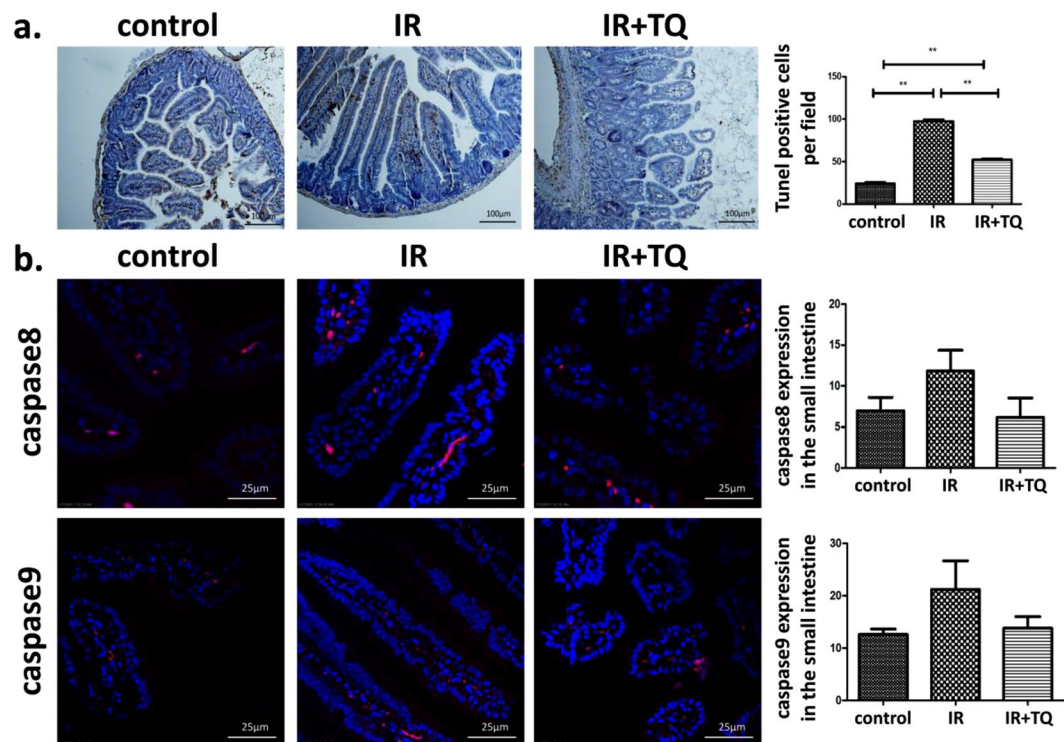 a.
control
IR
IR+TQ
100μm
100μm
100μm
Tunel positive cells
per field
150
100
50
0
**
**
**
control
IR
IR+TQ
b.
control
IR
IR+TQ
caspase8
25μm
25μm
25μm
caspase8 expression
in the small intestine
20
15
10
5
0
control
IR
IR+TQ
caspase9
25μm
25μm
25μm
caspase9 expression
in the small intestine
30
20
10
0
control
IR
IR+TQ